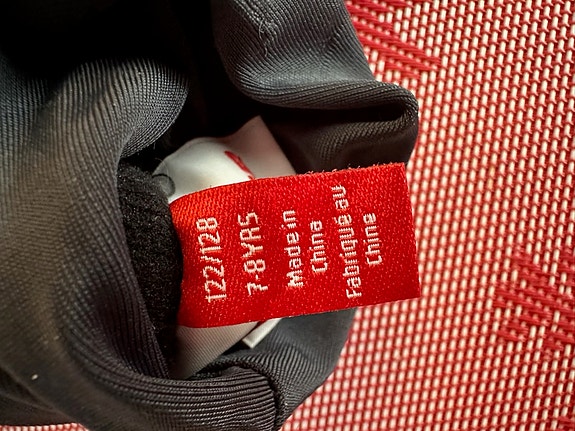 122/128
7-8YRS
Made in
China
Fabriqué au
Chine